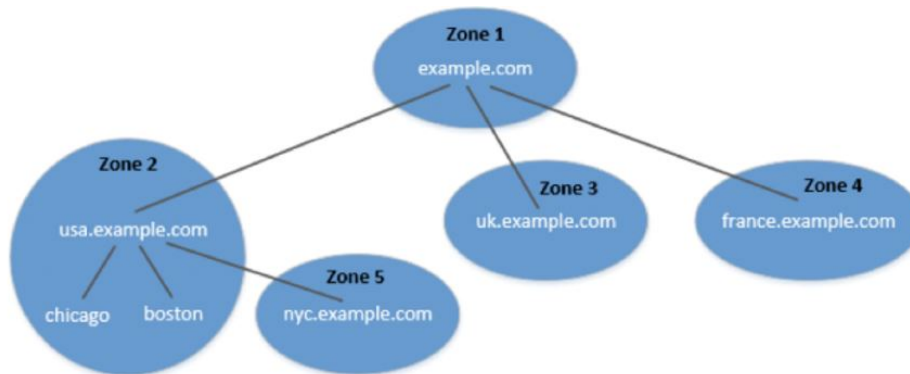 Zone 1
example.com
Zone 2
usa.example.com
chicago boston
Zone 3
uk.example.com
Zone 4
france.example.com
Zone 5
nyc.example.com